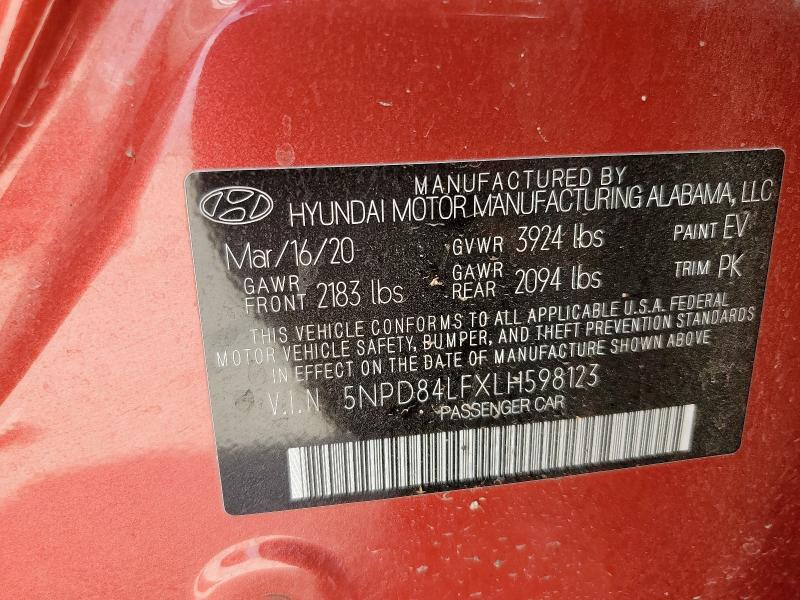 MANUFACTURED BY
HYUNDAI MOTOR MANUFACTURING ALABAMA, LLC
Mar/16/20 GVWR 3924 lbs PAINT EV
GAWR FRONT 2183 lbs GAWR REAR 2094 lbs TRIM PK
THIS VEHICLE CONFORMS TO ALL APPLICABLE U.S.A. FEDERAL
MOTOR VEHICLE SAFETY, BUMPER, AND THEFT PREVENTION STANDARDS
IN EFFECT ON THE DATE OF MANUFACTURE SHOWN ABOVE
V.I.N 5NPD84LFXLH598123
PASSENGER CAR